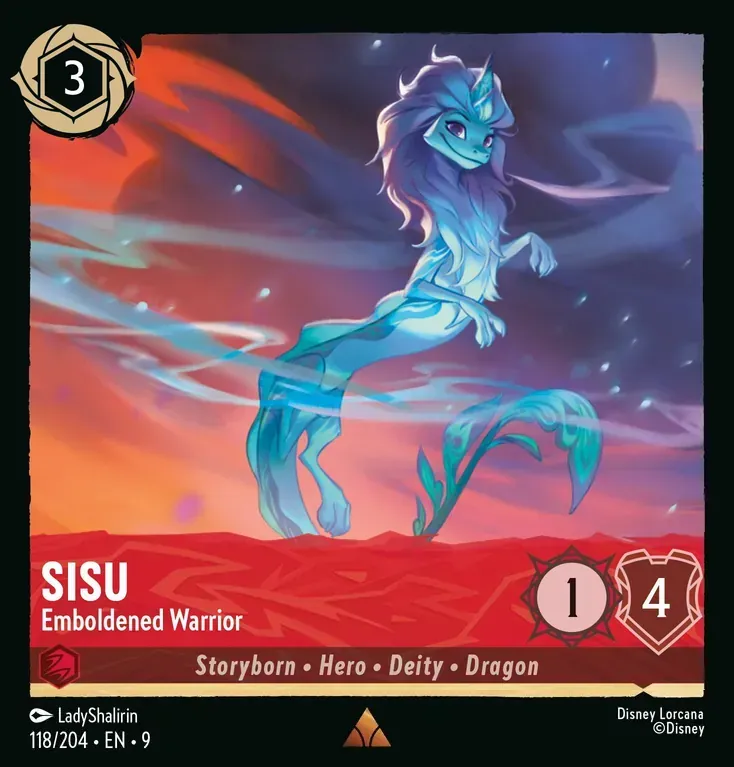 3
SISU
Emboldened Warrior
1
4
Storyborn • Hero • Deity • Dragon
LadyShalirin
118/204 • EN • 9
Disney Lorcana
©Disney